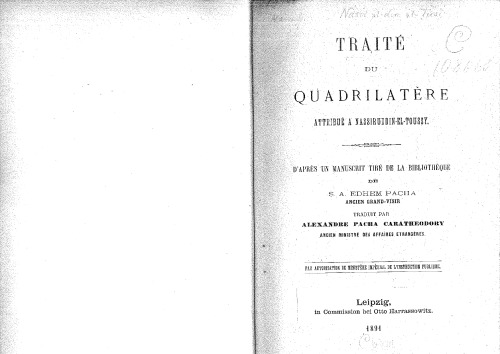 TRAITÉ
DU
QUADRILATÈRE
ATTRIBUÉ A NASSIRUDDIN-EL-TOUSSY.
D'APRÈS UN MANUSCRIT TIRÉ DE LA BIBLIOTHÈQUE
DE
S. A. EDHEM PACHA
ANCIEN GRAND-VISIR
TRADUIT PAR
ALEXANDRE PACHA CARATHEODORY
ANCIEN MINISTRE DES AFFAIRES ETRANGÈRES.
PAR AUTORISATION DU MINISTÈRE IMPÉRIAL DE L'INSTRUCTION PUBLIQUE.
Leipzig,
in Commission bei Otto Harrassowitz.
1891